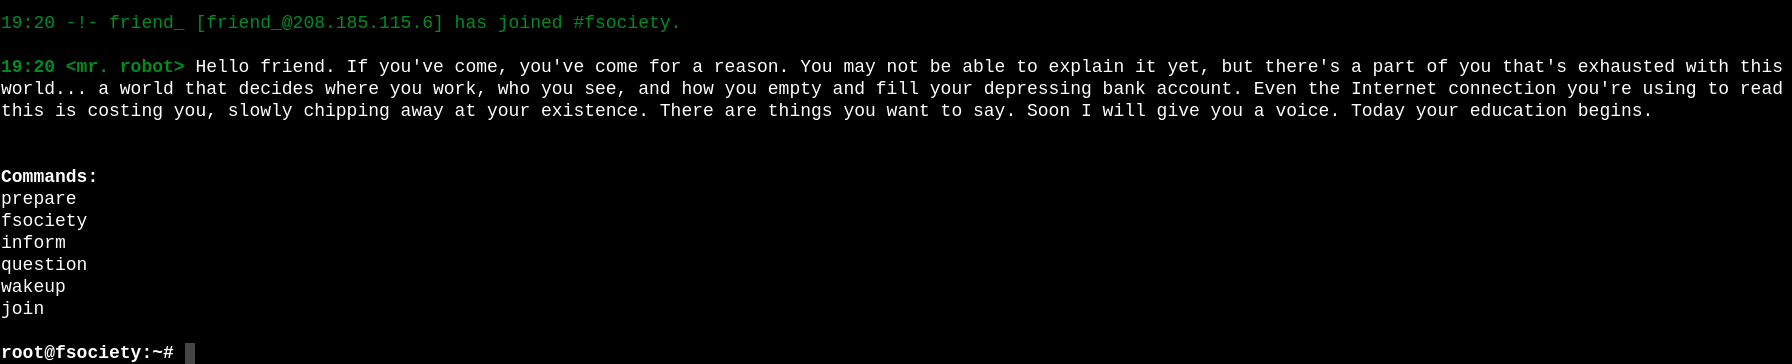 19:20 -!- friend_ [friend_@208.185.115.6] has joined #fsociety.
19:20 <mr. robot> Hello friend. If you've come, you've come for a reason. You may not be able to explain it yet, but there's a part of you that's exhausted with this
world... a world that decides where you work, who you see, and how you empty and fill your depressing bank account. Even the Internet connection you're using to read
this is costing you, slowly chipping away at your existence. There are things you want to say. Soon I will give you a voice. Today your education begins.
Commands:
prepare
fsociety
inform
question
wakeup
join
root@fsociety:~#